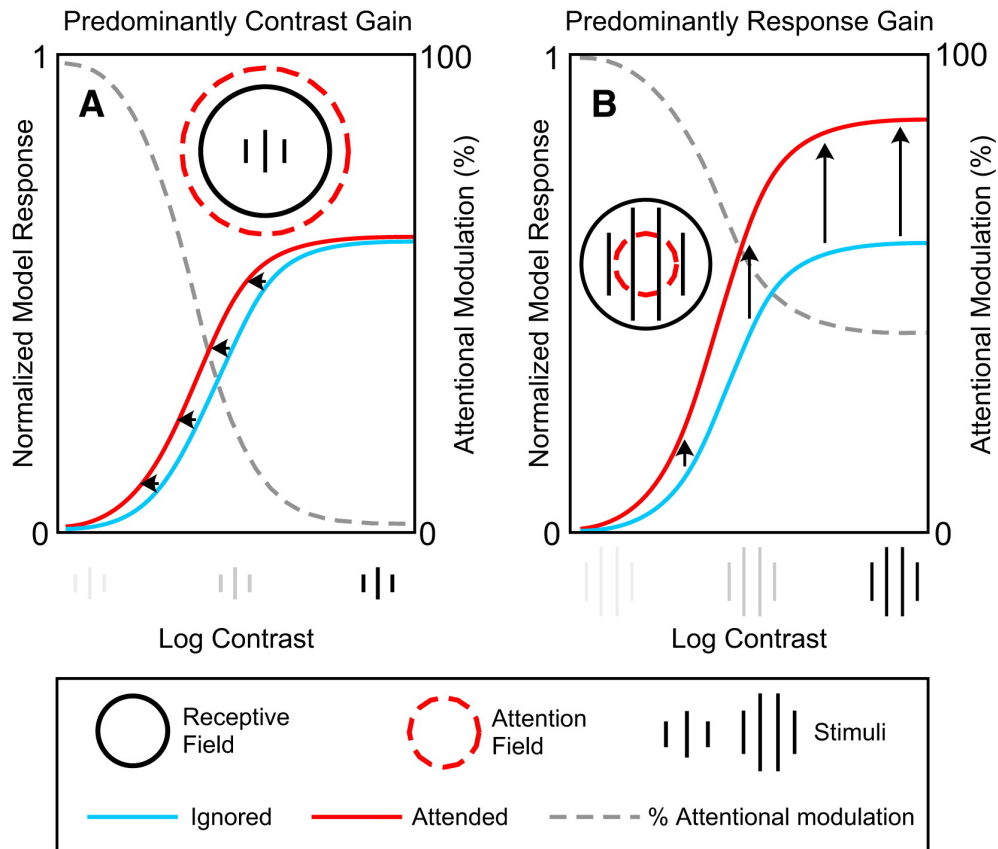 Predominantly Contrast Gain
Predominantly Response Gain
1
100
A
Normalized Model Response
Attentional Modulation (%)
0
0
Log Contrast
1
100
B
Normalized Model Response
Attentional Modulation (%)
0
0
Log Contrast
Receptive
Field
Attention
Field
Stimuli
Ignored
Attended
% Attentional modulation